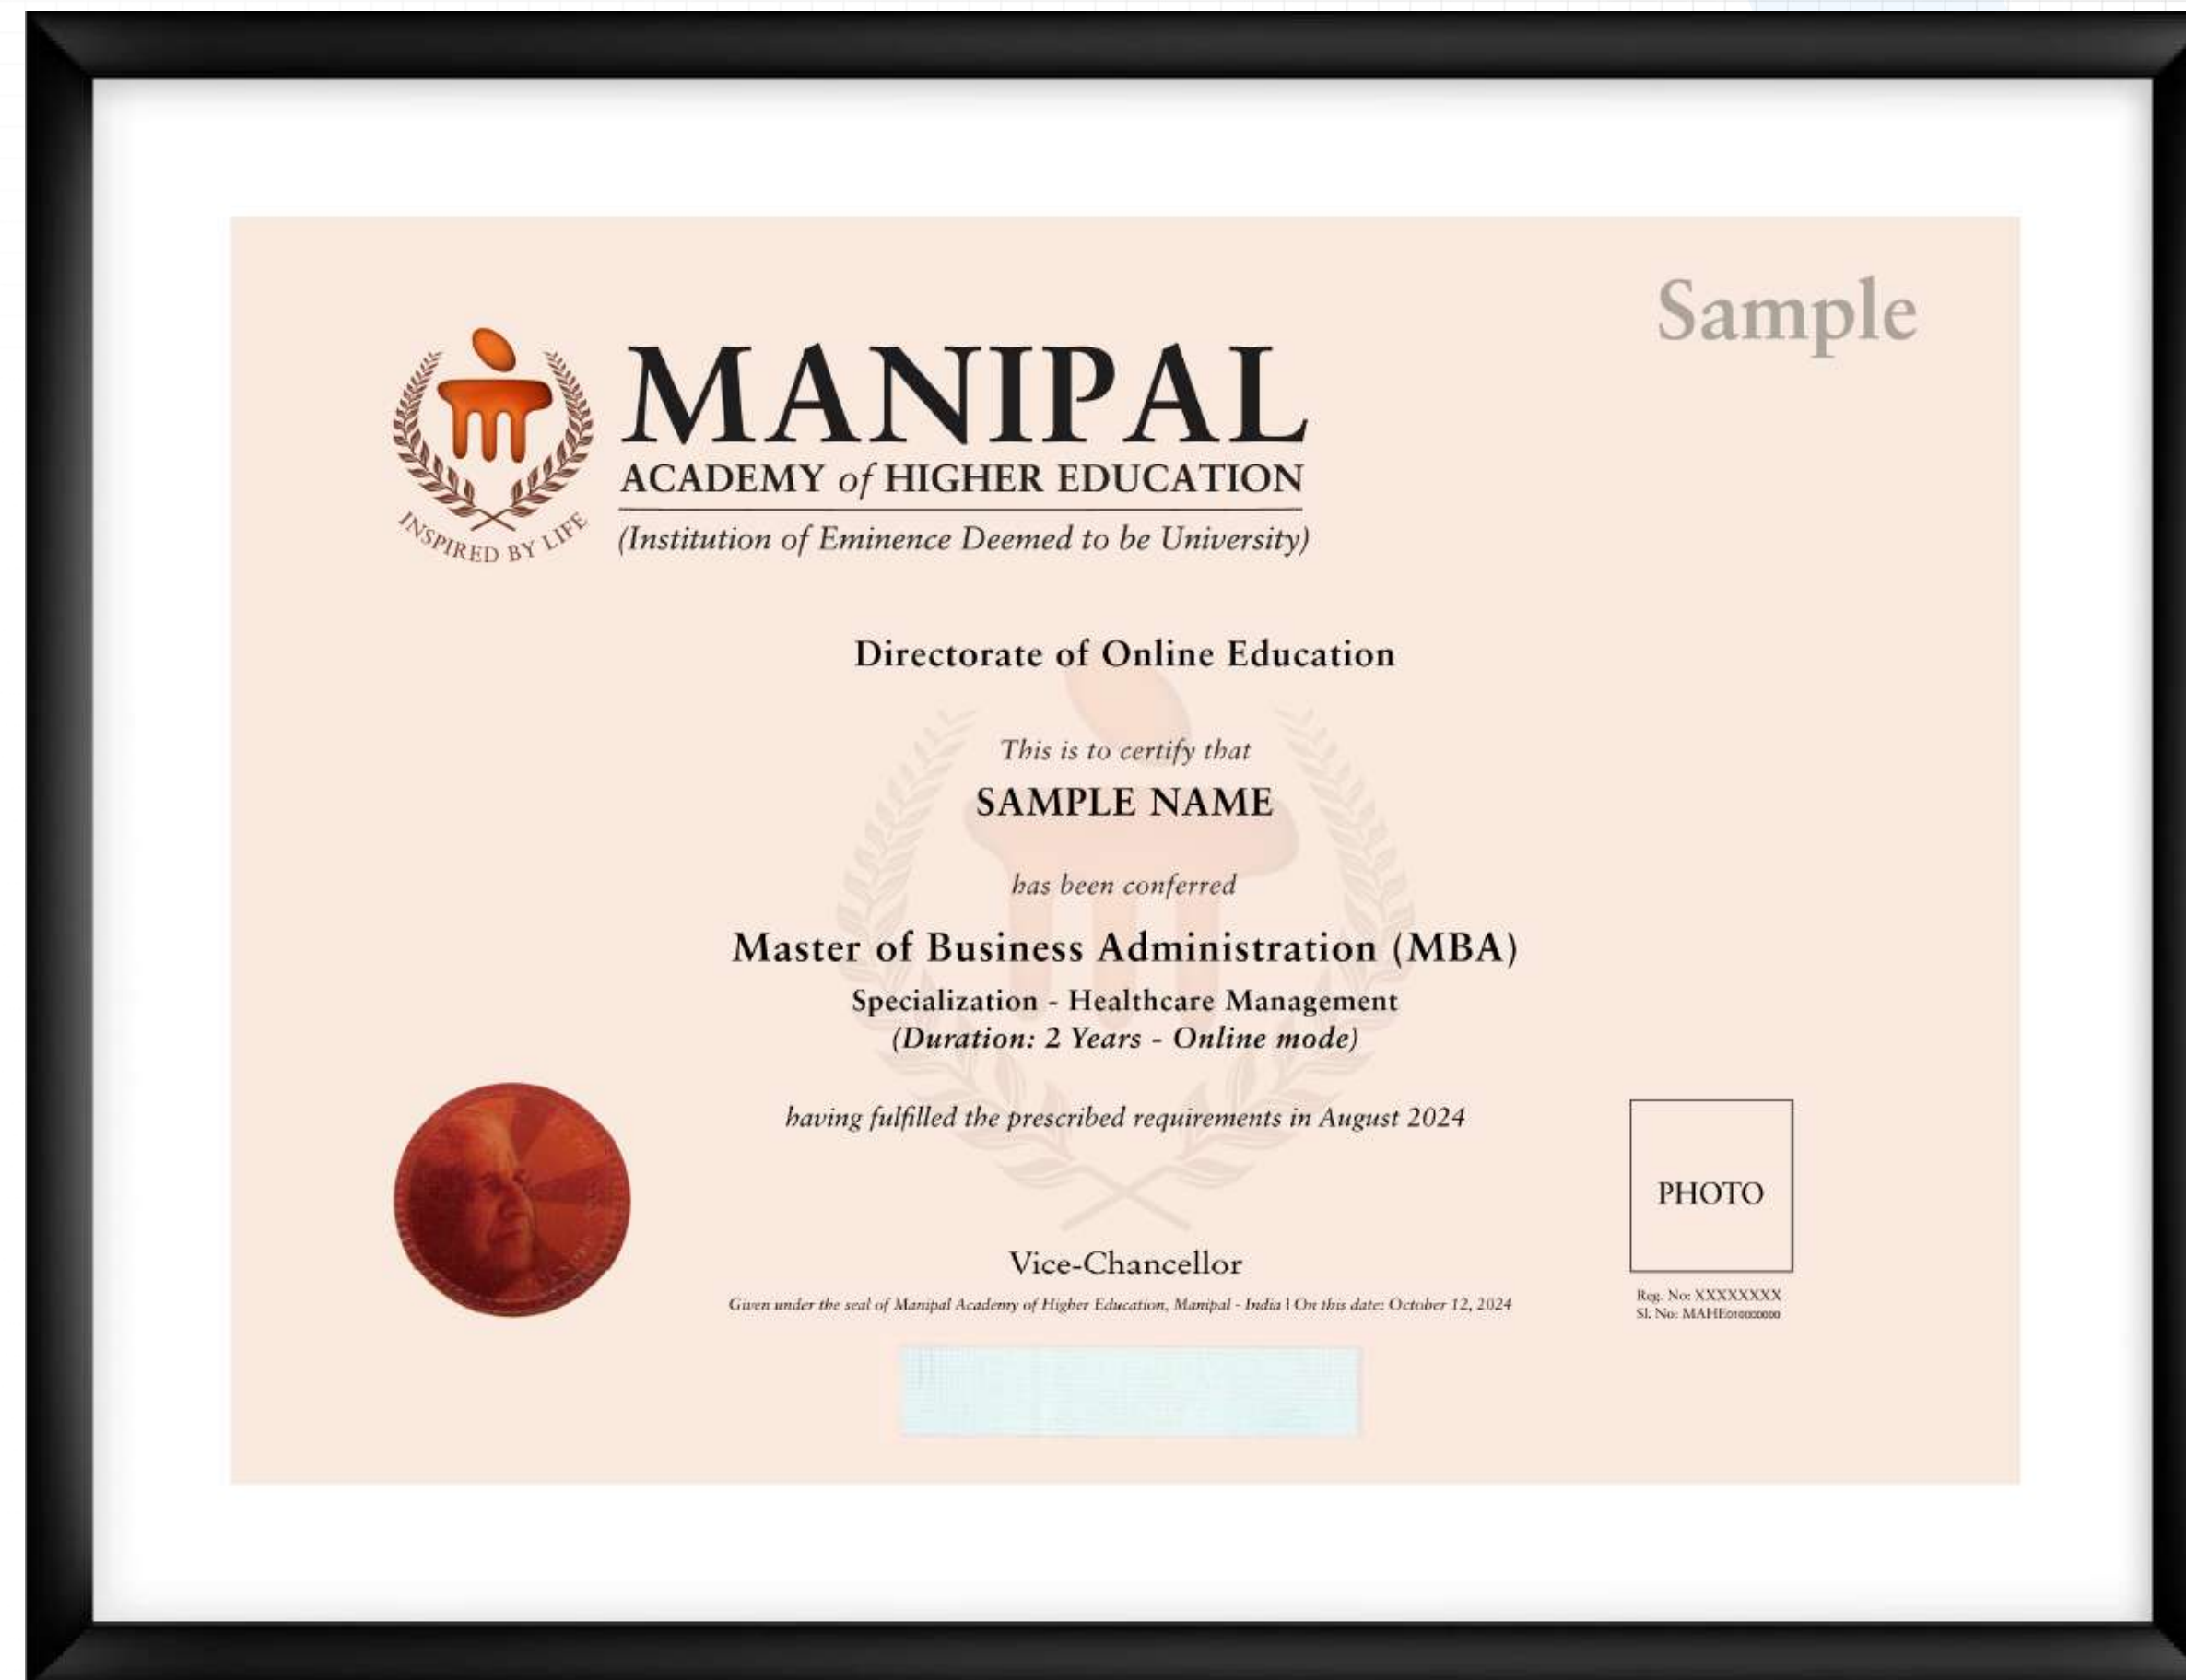 Sample
MANIPAL
ACADEMY of HIGHER EDUCATION
(Institution of Eminence Deemed to be University)
INSPIRED BY LIFE
Directorate of Online Education
This is to certify that
SAMPLE NAME
has been conferred
Master of Business Administration (MBA)
Specialization - Healthcare Management
(Duration: 2 Years - Online mode)
having fulfilled the prescribed requirements in August 2024
PHOTO
Vice-Chancellor
Given under the seal of Manipal Academy of Higher Education, Manipal - India | On this date: October 12, 2024
Reg. No: XXXXXXXX
Sl. No: MAHE010000000